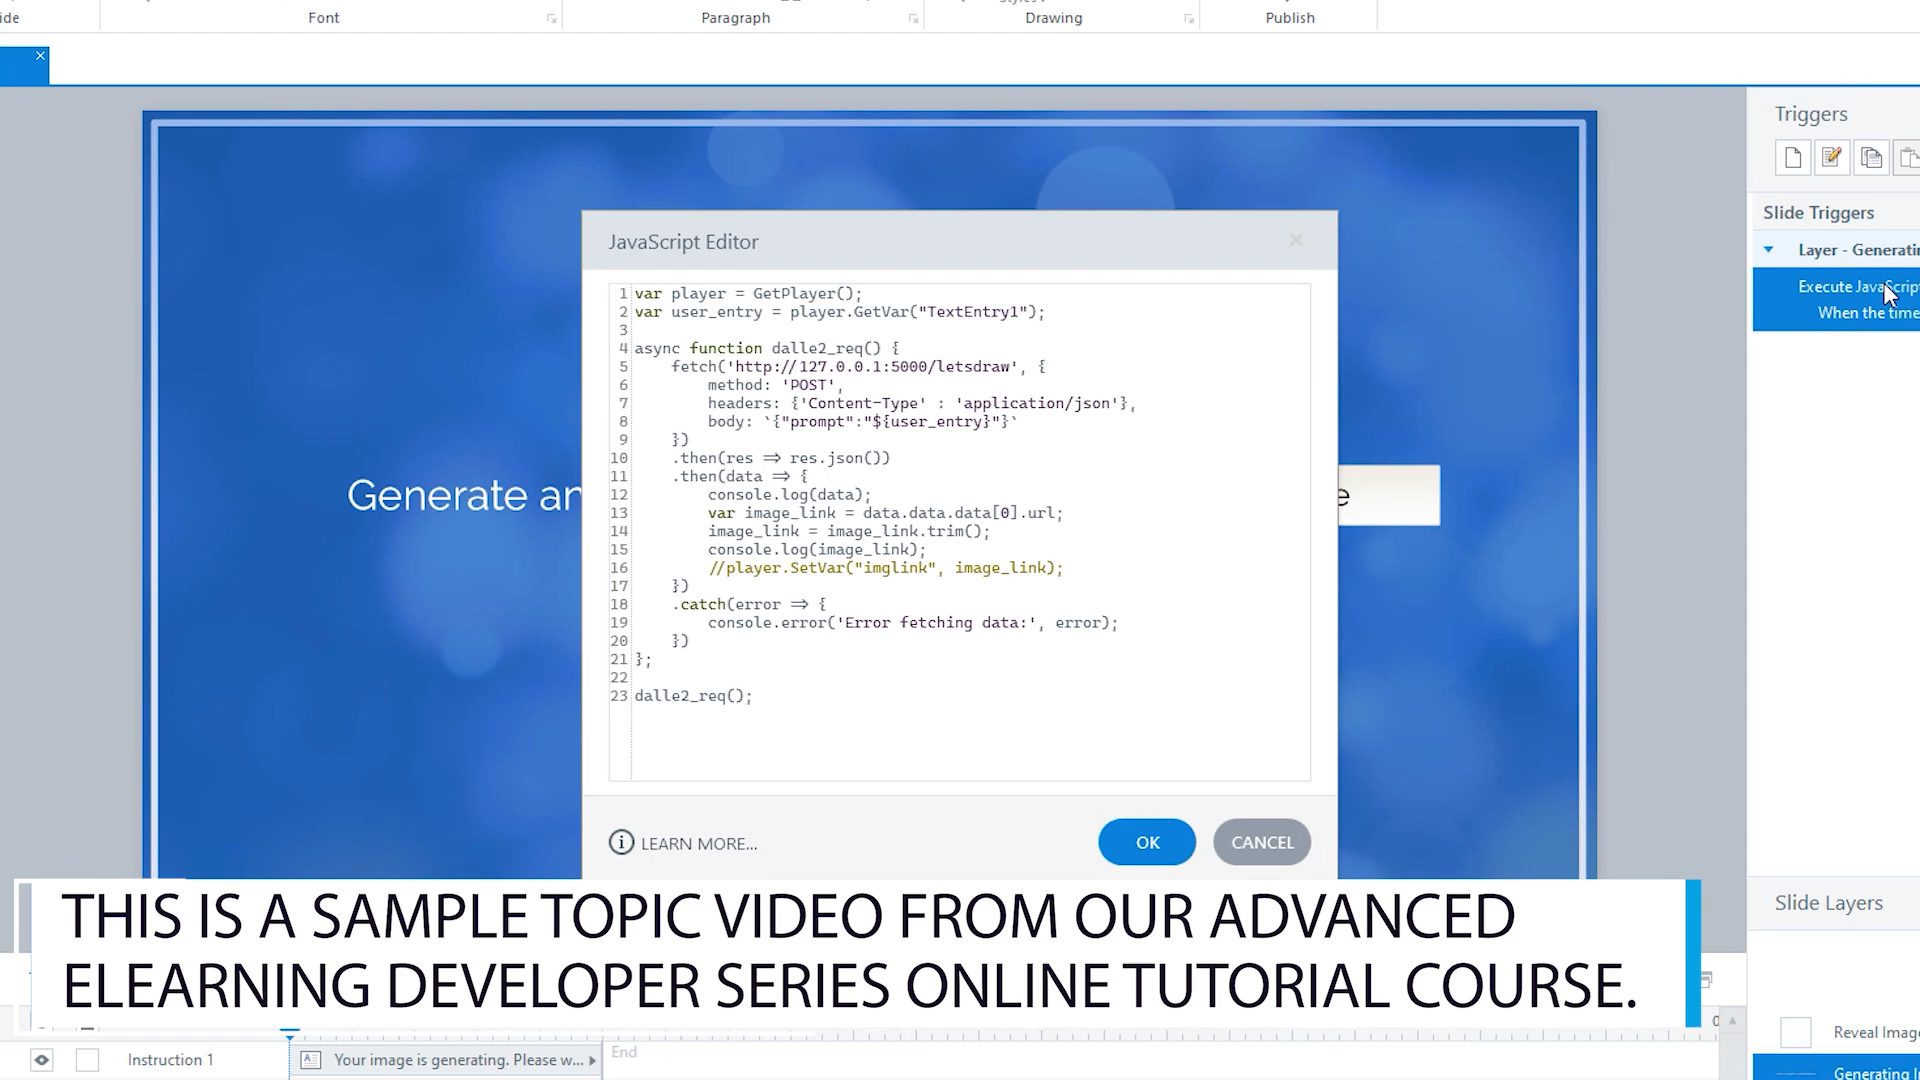 Font
Paragraph
Drawing
Publish
Triggers
Slide Triggers
Layer - Generatin
Execute JavaScript
When the time
JavaScript Editor
1 var player = GetPlayer();
2 var user_entry = player.GetVar("TextEntry1");
3
4 async function dalle2_req() {
5 fetch('http://127.0.0.1:5000/letsdraw', {
6 method: 'POST',
7 headers: {'Content-Type' : 'application/json'},
8 body: `{"prompt":"${user_entry}"}`
9 })
10 .then(res => res.json())
11 .then(data => {
12 console.log(data);
13 var image_link = data.data.data[0].url;
14 image_link = image_link.trim();
15 console.log(image_link);
16 //player.SetVar("imglink", image_link);
17 })
18 .catch(error => {
19 console.error('Error fetching data:', error);
20 })
21 };
22
23 dalle2_req();
Generate an
e
LEARN MORE...
OK
CANCEL
THIS IS A SAMPLE TOPIC VIDEO FROM OUR ADVANCED
ELEARNING DEVELOPER SERIES ONLINE TUTORIAL COURSE.
Slide Layers
Reveal Imag
Generating I
Instruction 1
Your image is generating. Please w...
End